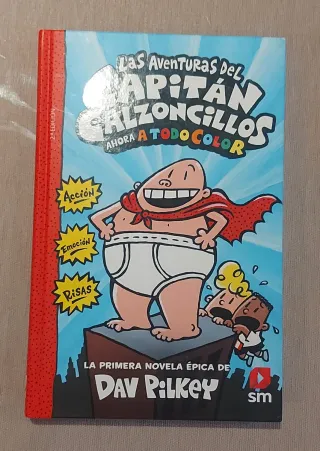 LAS AVENTURAS DEL
CAPITÁN
CALZONCILLOS
AHORA A TODO COLOR
ACCIÓN
EMOCIÓN
RISAS
LA PRIMERA NOVELA ÉPICA DE
DAV PILKEY
sm